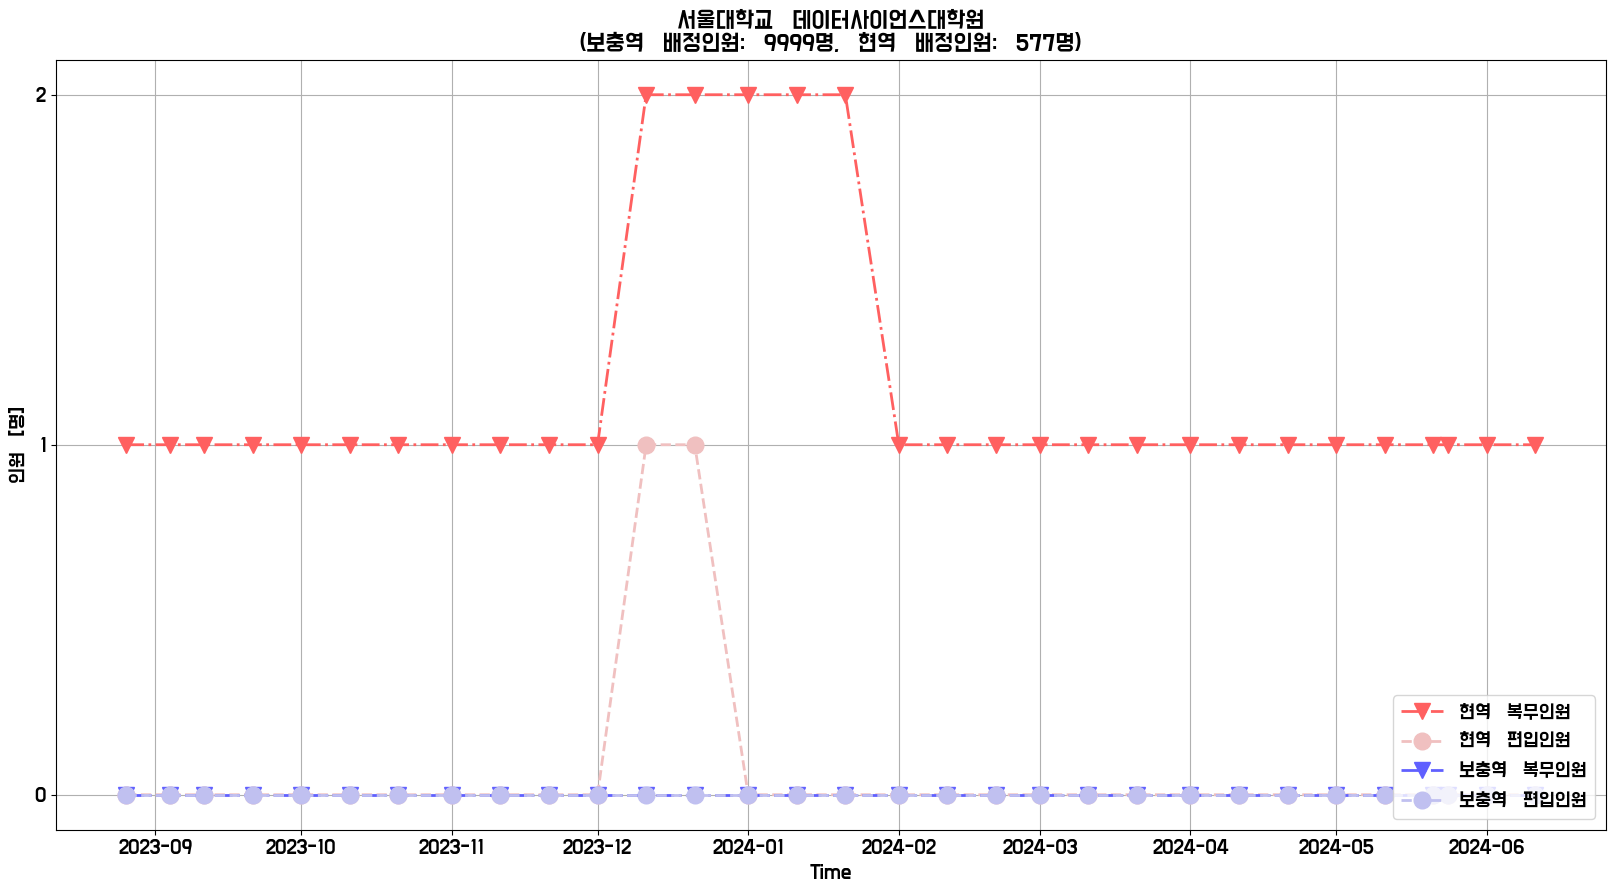 서울대학교 데이터사이언스대학원
(보충역 배정인원: 9999명, 현역 배정인원: 577명)
2
1
0
인원 [명]
현역 복무인원
현역 편입인원
보충역 복무인원
보충역 편입인원
2023-09 2023-10 2023-11 2023-12 2024-01 2024-02 2024-03 2024-04 2024-05 2024-06
Time